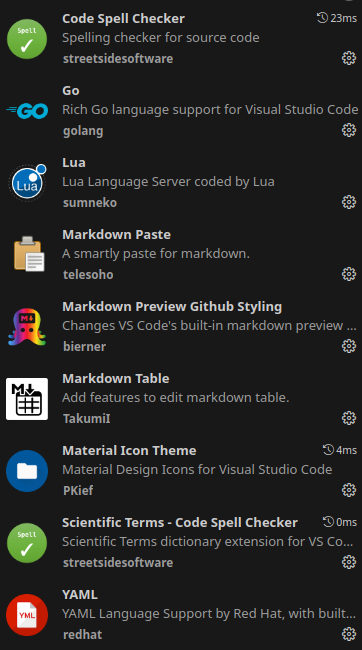 Code Spell Checker 23ms
Spell
Spelling checker for source code
streetsidesoftware
Go
GO
Rich Go language support for Visual Studio Code
golang
Lua
Lua
Lua Language Server coded by Lua
sumneko
Markdown Paste
A smartly paste for markdown.
telesoho
Markdown Preview Github Styling
M
Changes VS Code's built-in markdown preview ...
bierner
Markdown Table
M
Add features to edit markdown table.
TakumiI
Material Icon Theme 4ms
Material Design Icons for Visual Studio Code
PKief
Scientific Terms - Code Spell Checker 0ms
Spell
Scientific Terms dictionary extension for VS Co...
streetsidesoftware
YAML
YML
YAML Language Support by Red Hat, with built...
redhat